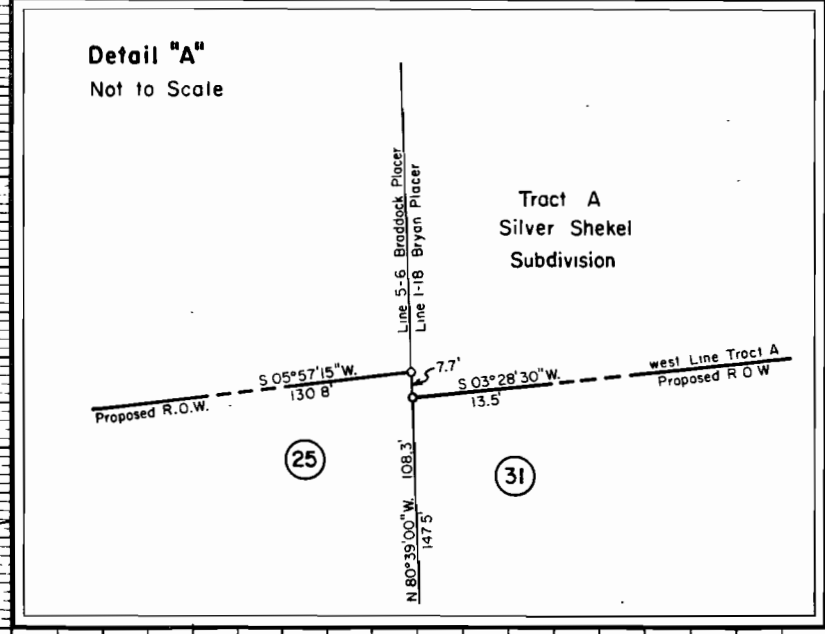 Detail "A"
Not to Scale
Line 5-6 Braddock Placer
Line 1-18 Bryan Placer
Tract A
Silver Shekel
Subdivision
S 05°57'15"W.
130 8'
7.7'
S 03°28'30"W.
13.5'
west Line Tract A
Proposed R O W
Proposed R.O.W.
25
31
N 80°39'00"W. 108.3'
147 5'